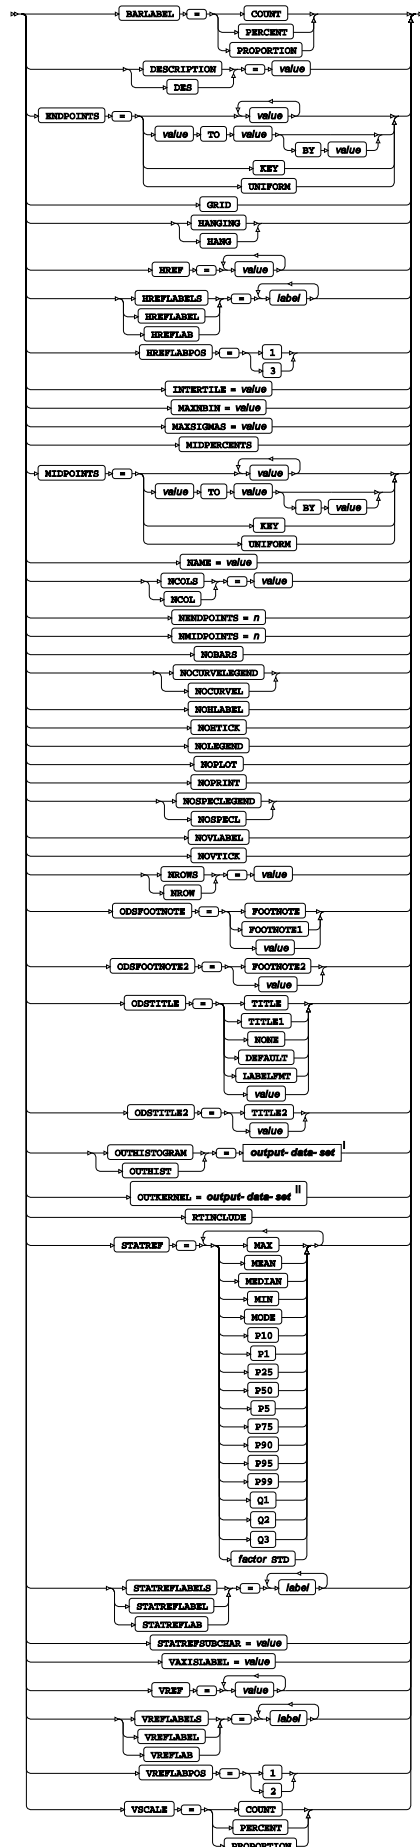 BARLABEL = COUNT
PERCENT
PROPORTION
DESCRIPTION = value
DES
ENDPOINTS = value
value TO value
BY value
KEY
UNIFORM
GRID
HANGING
HANG
HREF = value
HREFLABELS = label
HREFLABEL
HREFLAB
HREFLABPOS = 1
3
INTERTILE = value
MAXNBIN = value
MAXSIGMAS = value
MIDPERCENTS
MIDPOINTS = value
value TO value
BY value
KEY
UNIFORM
NAME = value
NCOLS = value
NCOL
NENDPOINTS = n
NMIDPOINTS = n
NOBARS
NOCURVELEGEND
NOCURVEL
NOHLABEL
NOHTICK
NOLEGEND
NOPLOT
NOPRINT
NOSPECLEGEND
NOSPECL
NOVLABEL
NOVTICK
NROWS = value
NROW
ODSFOOTNOTE = FOOTNOTE
FOOTNOTE1
value
ODSFOOTNOTE2 = FOOTNOTE2
value
ODSTITLE = TITLE
TITLE1
NONE
DEFAULT
LABELFMT
value
ODSTITLE2 = TITLE2
value
OUTHISTOGRAM = output-data-set I
OUTHIST
OUTKERNEL = output-data-set II
RTINCLUDE
STATREF = MAX
MEAN
MEDIAN
MIN
MODE
P10
P1
P25
P50
P5
P75
P90
P95
P99
Q1
Q2
Q3
factor STD
STATREFLABELS = label
STATREFLABEL
STATREFLAB
STATREFSUBCHAR = value
VAXISLABEL = value
VREF = value
VREFLABELS = label
VREFLABEL
VREFLAB
VREFLABPOS = 1
2
VSCALE = COUNT
PERCENT
PROPORTION